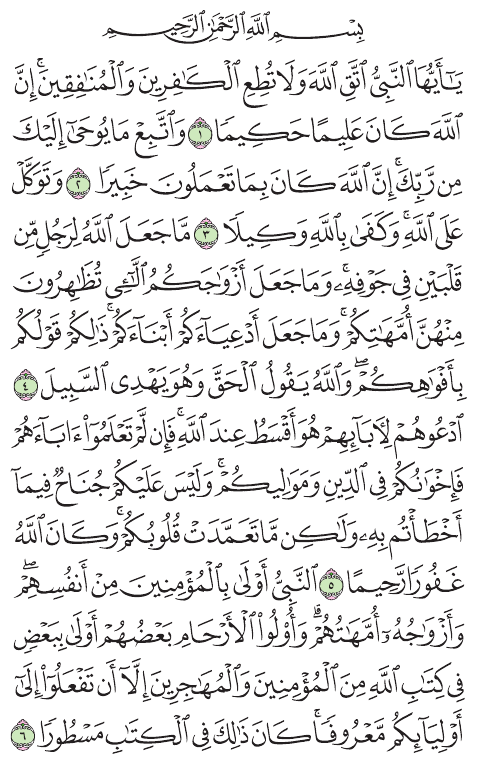 بِسْمِ اللَّهِ الرَّحْمَٰنِ الرَّحِيمِ
يَـٰٓأَيُّهَا ٱلنَّبِىُّ ٱتَّقِ ٱللَّهَ وَلَا تُطِعِ ٱلْكَـٰفِرِينَ وَٱلْمُنَـٰفِقِينَ ۗ إِنَّ
ٱللَّهَ كَانَ عَلِيمًا حَكِيمًا ١ وَٱتَّبِعْ مَا يُوحَىٰٓ إِلَيْكَ
مِن رَّبِّكَ ۚ إِنَّ ٱللَّهَ كَانَ بِمَا تَعْمَلُونَ خَبِيرًا ٢ وَتَوَكَّلْ
عَلَى ٱللَّهِ ۚ وَكَفَىٰ بِٱللَّهِ وَكِيلًا ٣ مَّا جَعَلَ ٱللَّهُ لِرَجُلٍ مِّن
قَلْبَيْنِ فِى جَوْفِهِۦ ۚ وَمَا جَعَلَ أَزْوَٰجَكُمُ ٱلَّـٰٓـِٔى تُظَـٰهِرُونَ
مِنْهُنَّ أُمَّهَـٰتِكُمْ ۚ وَمَا جَعَلَ أَدْعِيَآءَكُمْ أَبْنَآءَكُمْ ۚ ذَٰلِكُمْ قَوْلُكُم
بِأَفْوَٰهِكُمْ ۖ وَٱللَّهُ يَقُولُ ٱلْحَقَّ وَهُوَ يَهْدِى ٱلسَّبِيلَ ٤
ٱدْعُوهُمْ لِـَٔابَآئِهِمْ هُوَ أَقْسَطُ عِندَ ٱللَّهِ ۚ فَإِن لَّمْ تَعْلَمُوٓا۟ ءَابَآءَهُمْ
فَإِخْوَٰنُكُمْ فِى ٱلدِّينِ وَمَوَٰلِيكُمْ ۚ وَلَيْسَ عَلَيْكُمْ جُنَاحٌ فِيمَآ
أَخْطَأْتُم بِهِۦ وَلَـٰكِن مَّا تَعَمَّدَتْ قُلُوبُكُمْ ۚ وَكَانَ ٱللَّهُ
غَفُورًا رَّحِيمًا ٥ ٱلنَّبِىُّ أَوْلَىٰ بِٱلْمُؤْمِنِينَ مِنْ أَنفُسِهِمْ ۖ
وَأَزْوَٰجُهُۥٓ أُمَّهَـٰتُهُمْ ۗ وَأُو۟لُوا۟ ٱلْأَرْحَامِ بَعْضُهُمْ أَوْلَىٰ بِبَعْضٍ
فِى كِتَـٰبِ ٱللَّهِ مِنَ ٱلْمُؤْمِنِينَ وَٱلْمُهَـٰجِرِينَ إِلَّآ أَن تَفْعَلُوٓا۟ إِلَىٰٓ
أَوْلِيَآئِكُم مَّعْرُوفًا ۚ كَانَ ذَٰلِكَ فِى ٱلْكِتَـٰبِ مَسْطُورًا ٦